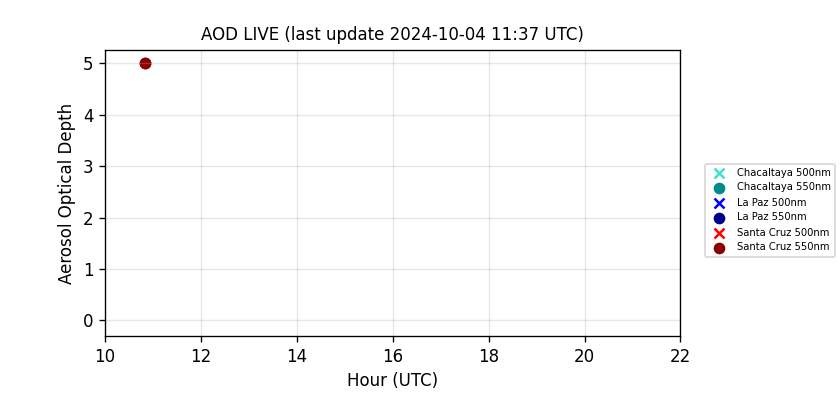 AOD LIVE (last update 2024-10-04 11:37 UTC)
Aerosol Optical Depth
5
4
3
2
1
0
10 12 14 16 18 20 22
Hour (UTC)
Chacaltaya 500nm
Chacaltaya 550nm
La Paz 500nm
La Paz 550nm
Santa Cruz 500nm
Santa Cruz 550nm